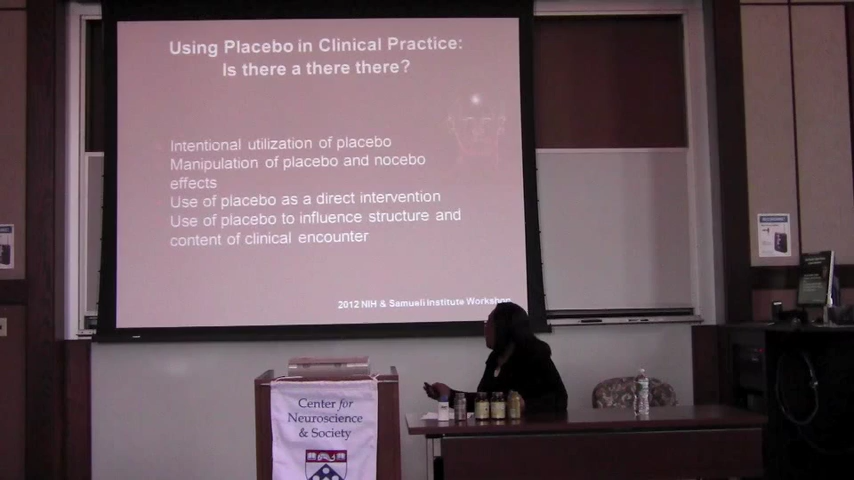 Using Placebo in Clinical Practice:
Is there a there there?
Intentional utilization of placebo
Manipulation of placebo and nocebo
effects
Use of placebo as a direct intervention
Use of placebo to influence structure and
content of clinical encounter
2012 NIH & Samueli Institute Workshop
Center for
Neuroscience
& Society